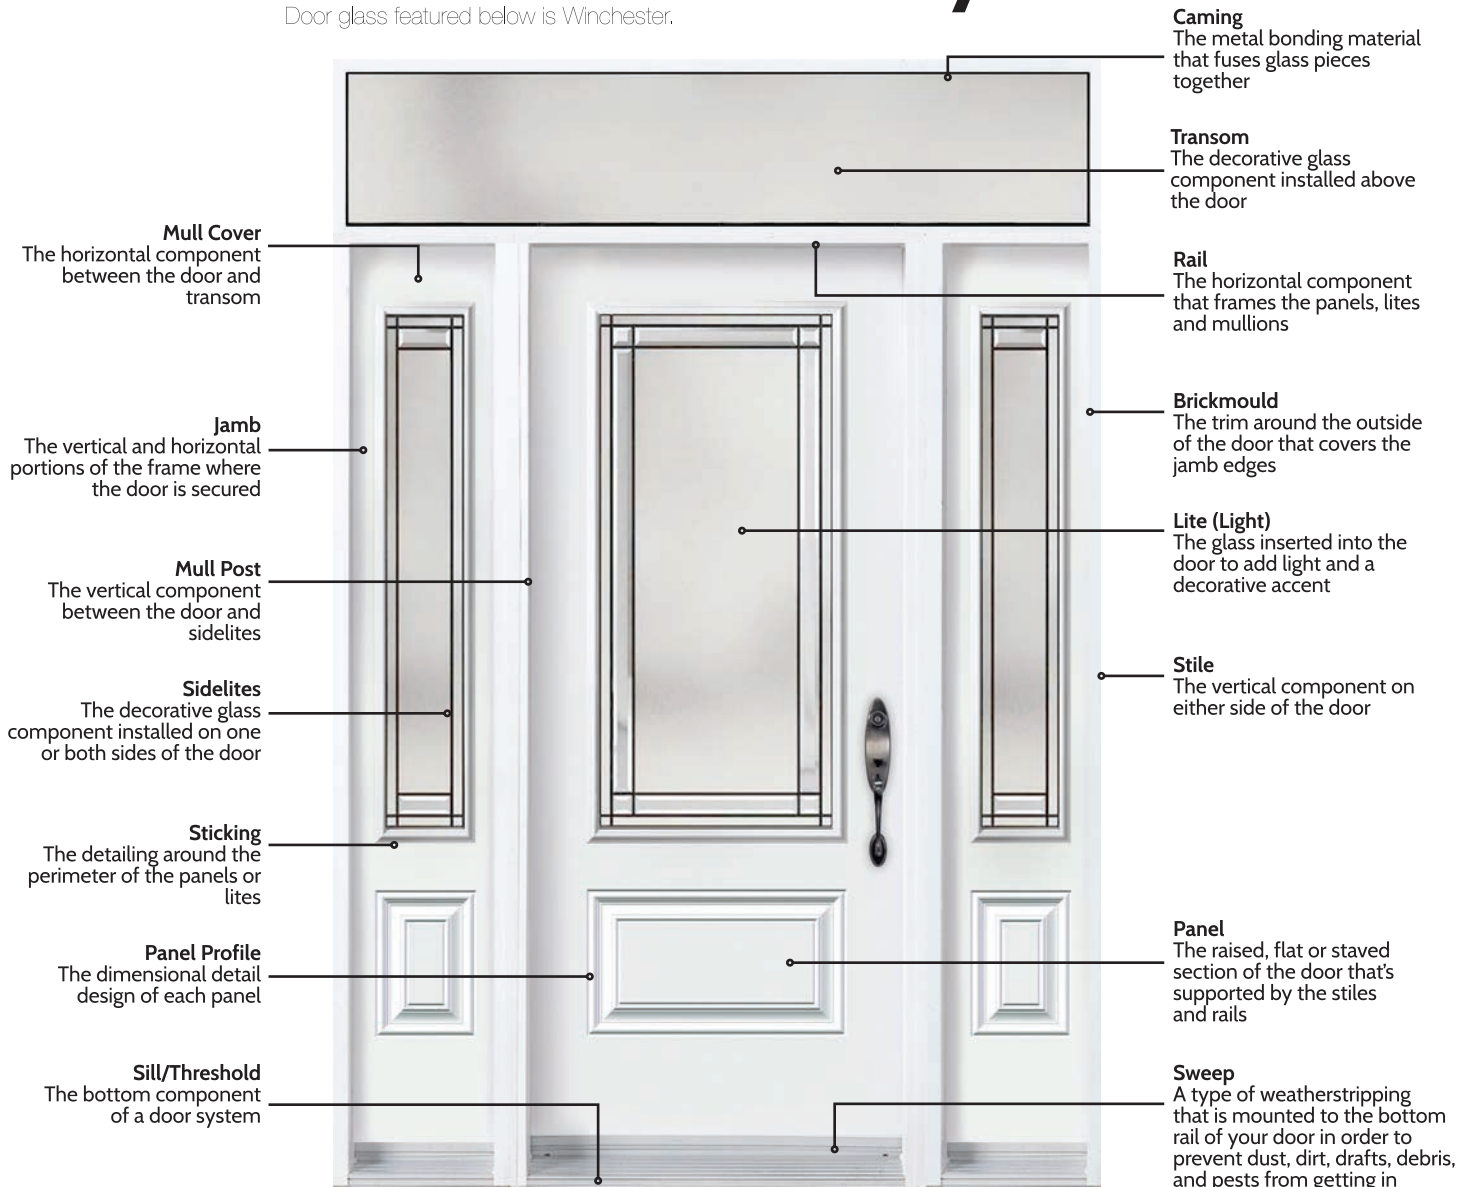 Door glass featured below is Winchester.
Caming
The metal bonding material
that fuses glass pieces
together
Transom
The decorative glass
component installed above
the door
Mull Cover
The horizontal component
between the door and
transom
Rail
The horizontal component
that frames the panels, lites
and mullions
Jamb
The vertical and horizontal
portions of the frame where
the door is secured
Brickmould
The trim around the outside
of the door that covers the
jamb edges
Mull Post
The vertical component
between the door and
sidelites
Lite (Light)
The glass inserted into the
door to add light and a
decorative accent
Sidelites
The decorative glass
component installed on one
or both sides of the door
Stile
The vertical component on
either side of the door
Sticking
The detailing around the
perimeter of the panels or
lites
Panel Profile
The dimensional detail
design of each panel
Panel
The raised, flat or staved
section of the door that's
supported by the stiles
and rails
Sill/Threshold
The bottom component
of a door system
Sweep
A type of weatherstripping
that is mounted to the bottom
rail of your door in order to
prevent dust, dirt, drafts, debris,
and pests from getting in